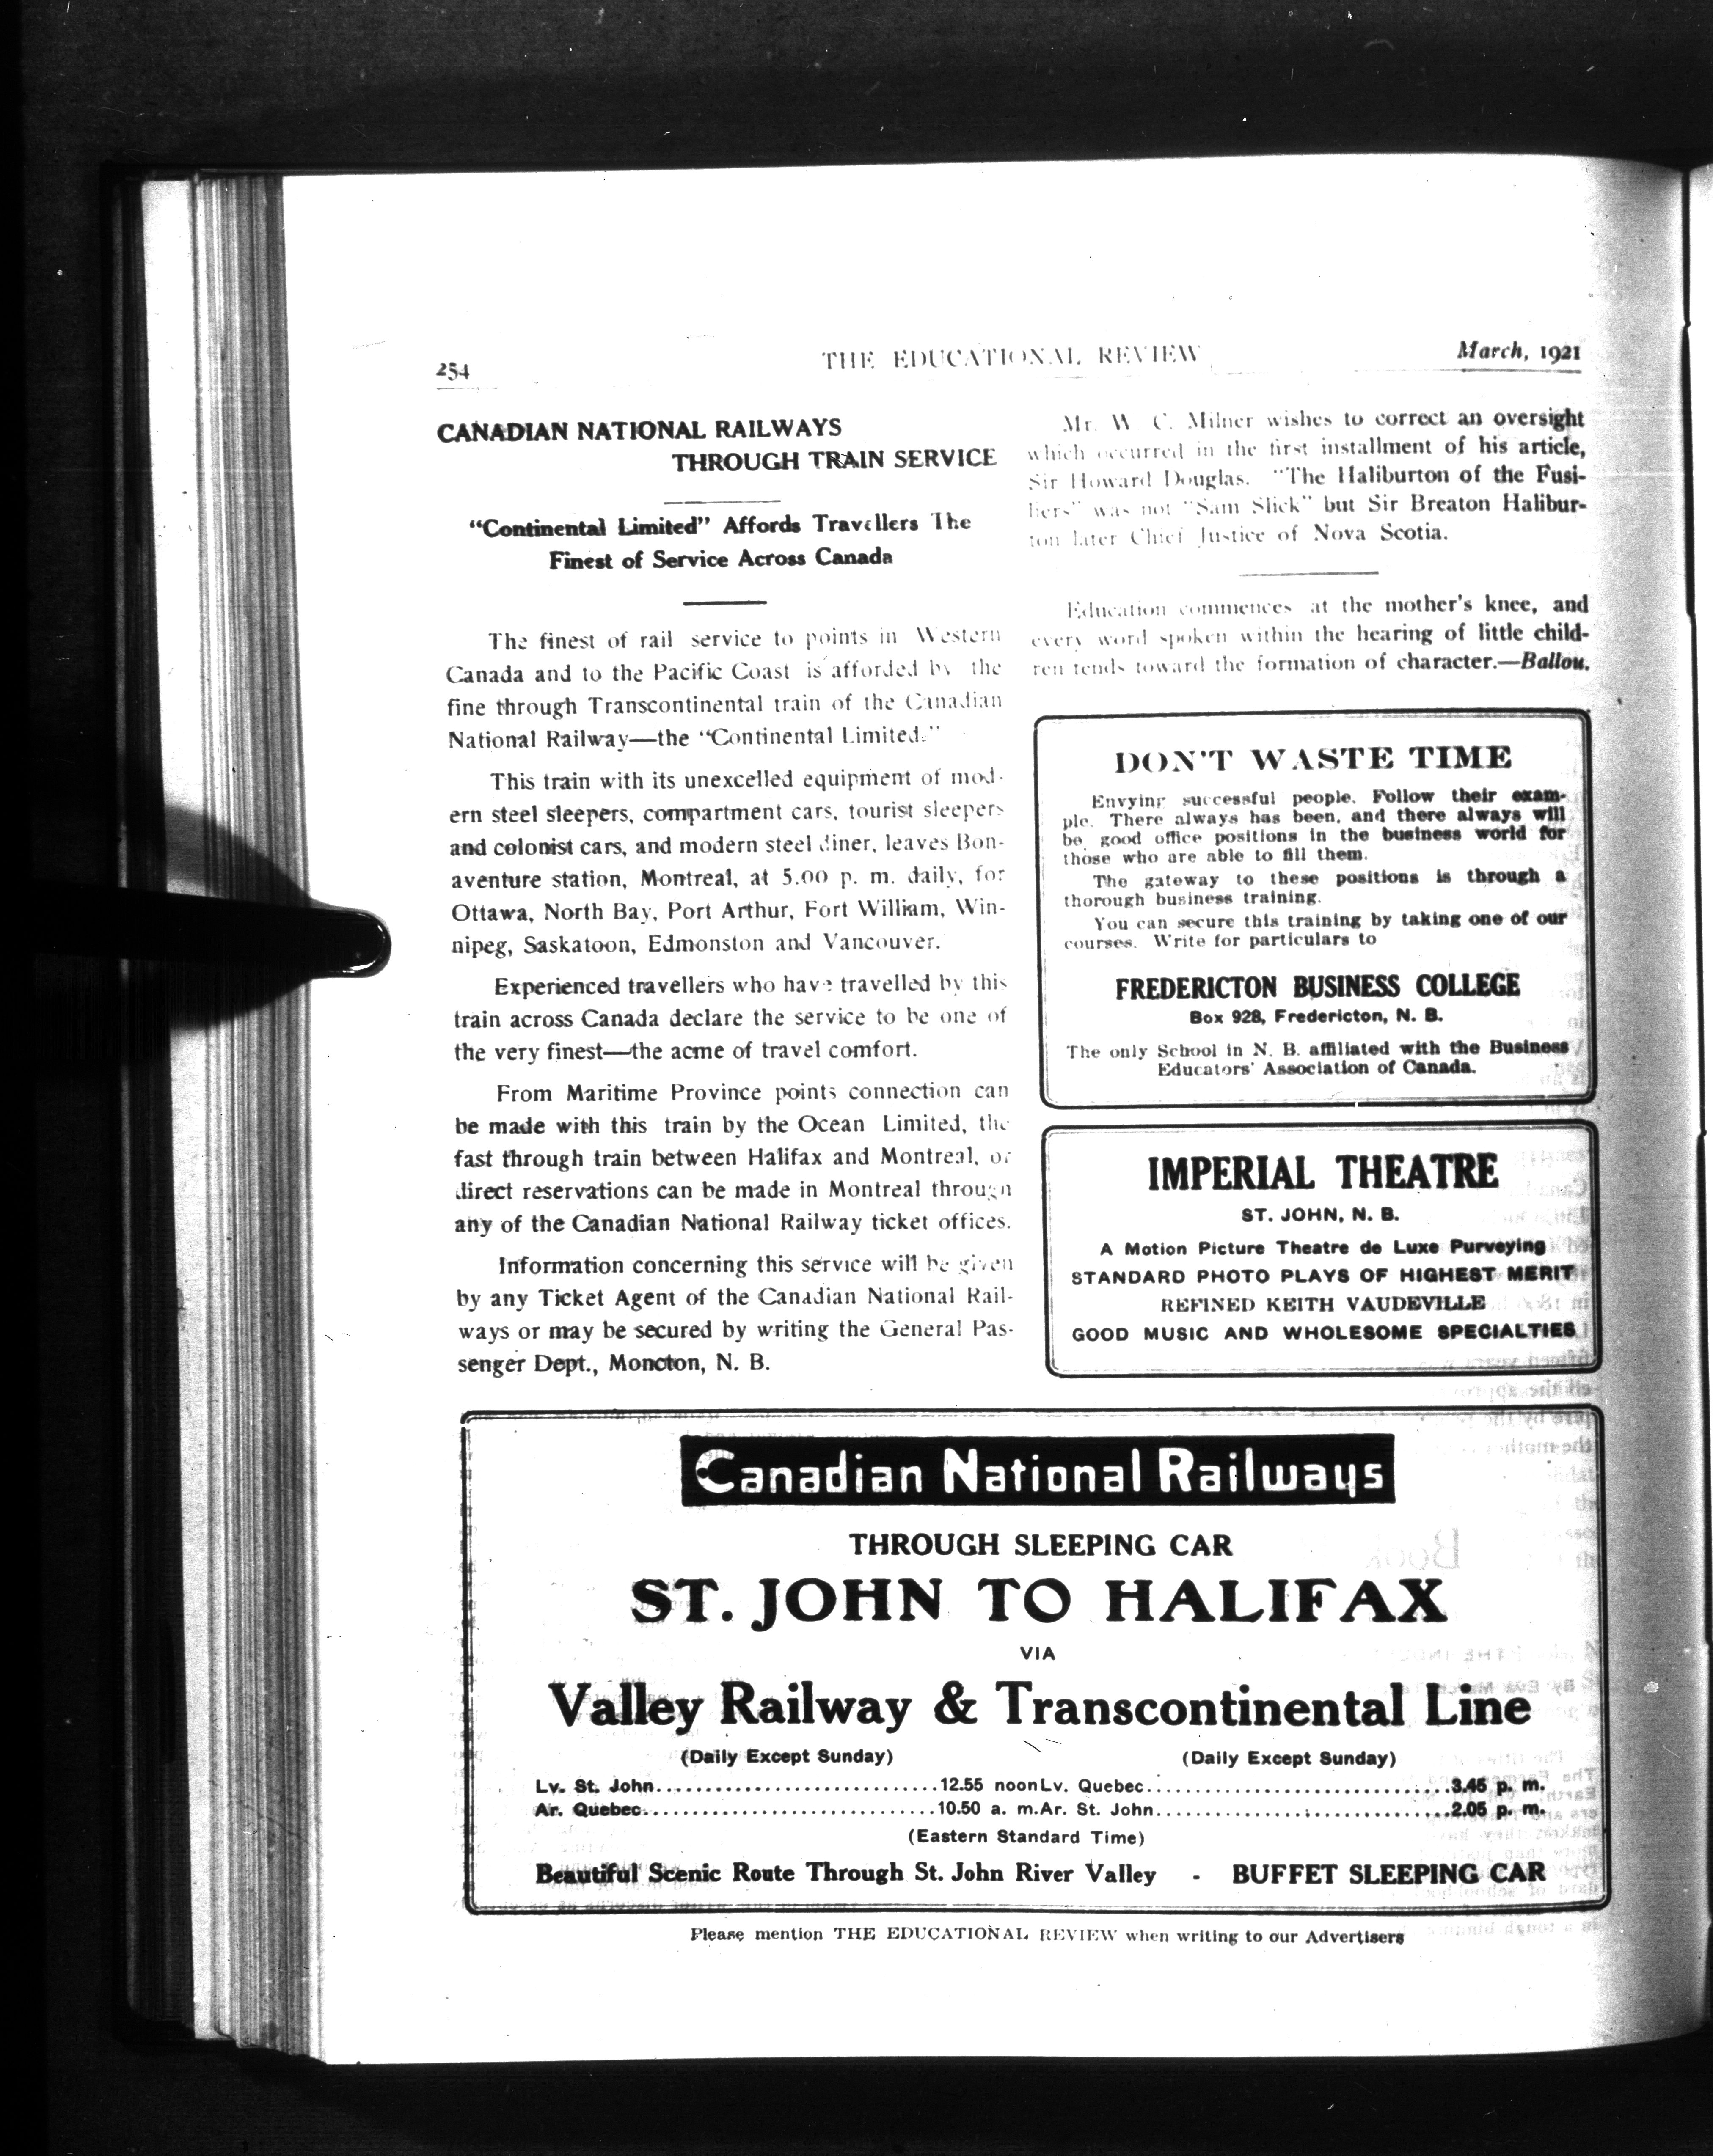 254
THE EDUCATIONAL REVIEW
March, 1921
CANADIAN NATIONAL RAILWAYS
THROUGH TRAIN SERVICE
“Continental Limited” Affords Travellers The
Finest of Service Across Canada
The finest of rail service to points in Western
Canada and to the Pacific Coast is afforded by the
fine through Transcontinental train of the Canadian
National Railway—the “Continental Limited.”
This train with its unexcelled equipment of mod-
ern steel sleepers, compartment cars, tourist sleepers
and colonist cars, and modern steel diner, leaves Bon-
aventure station, Montreal, at 5.00 p. m. daily, for
Ottawa, North Bay, Port Arthur, Fort William, Win-
nipeg, Saskatoon, Edmonston and Vancouver.
Experienced travellers who have travelled by this
train across Canada declare the service to be one of
the very finest—the acme of travel comfort.
From Maritime Province points connection can
be made with this train by the Ocean Limited, the
fast through train between Halifax and Montreal, or
direct reservations can be made in Montreal through
any of the Canadian National Railway ticket offices.
Information concerning this service will be given
by any Ticket Agent of the Canadian National Rail-
ways or may be secured by writing the General Pas-
senger Dept., Moncton, N. B.
Mr. W C. Milner wishes to correct an oversight
which occurred in the first installment of his article,
Sir Howard Douglas. “The Haliburton of the Fusi-
liers” was not “Sam Slick” but Sir Breaton Halibur-
ton later Chief Justice of Nova Scotia.
Education commences at the mother's knee, and
every word spoken within the hearing of little child-
ren tends toward the formation of character.—Ballou.
DON'T WASTE TIME
Envying successful people. Follow their exam-
ple. There always has been, and there always will
be good office positions in the business world for
those who are able to fill them.
The gateway to these positions is through a
thorough business training.
You can secure this training by taking one of our
courses. Write for particulars to
FREDERICTON BUSINESS COLLEGE
Box 928, Fredericton, N. B.
The only School in N. B. affiliated with the Business
Educators' Association of Canada.
IMPERIAL THEATRE
ST. JOHN, N. B.
A Motion Picture Theatre de Luxe Purveying
STANDARD PHOTO PLAYS OF HIGHEST MERIT
REFINED KEITH VAUDEVILLE
GOOD MUSIC AND WHOLESOME SPECIALTIES
Canadian National Railways
THROUGH SLEEPING CAR
ST. JOHN TO HALIFAX
VIA
Valley Railway & Transcontinental Line
(Daily Except Sunday) (Daily Except Sunday)
Lv. St. John..............................12.55 noon Lv. Quebec..............................3.45 p. m.
Ar. Quebec..............................10.50 a. m. Ar. St. John..............................2.05 p. m.
(Eastern Standard Time)
Beautiful Scenic Route Through St. John River Valley - BUFFET SLEEPING CAR
Please mention THE EDUCATIONAL REVIEW when writing to our Advertisers